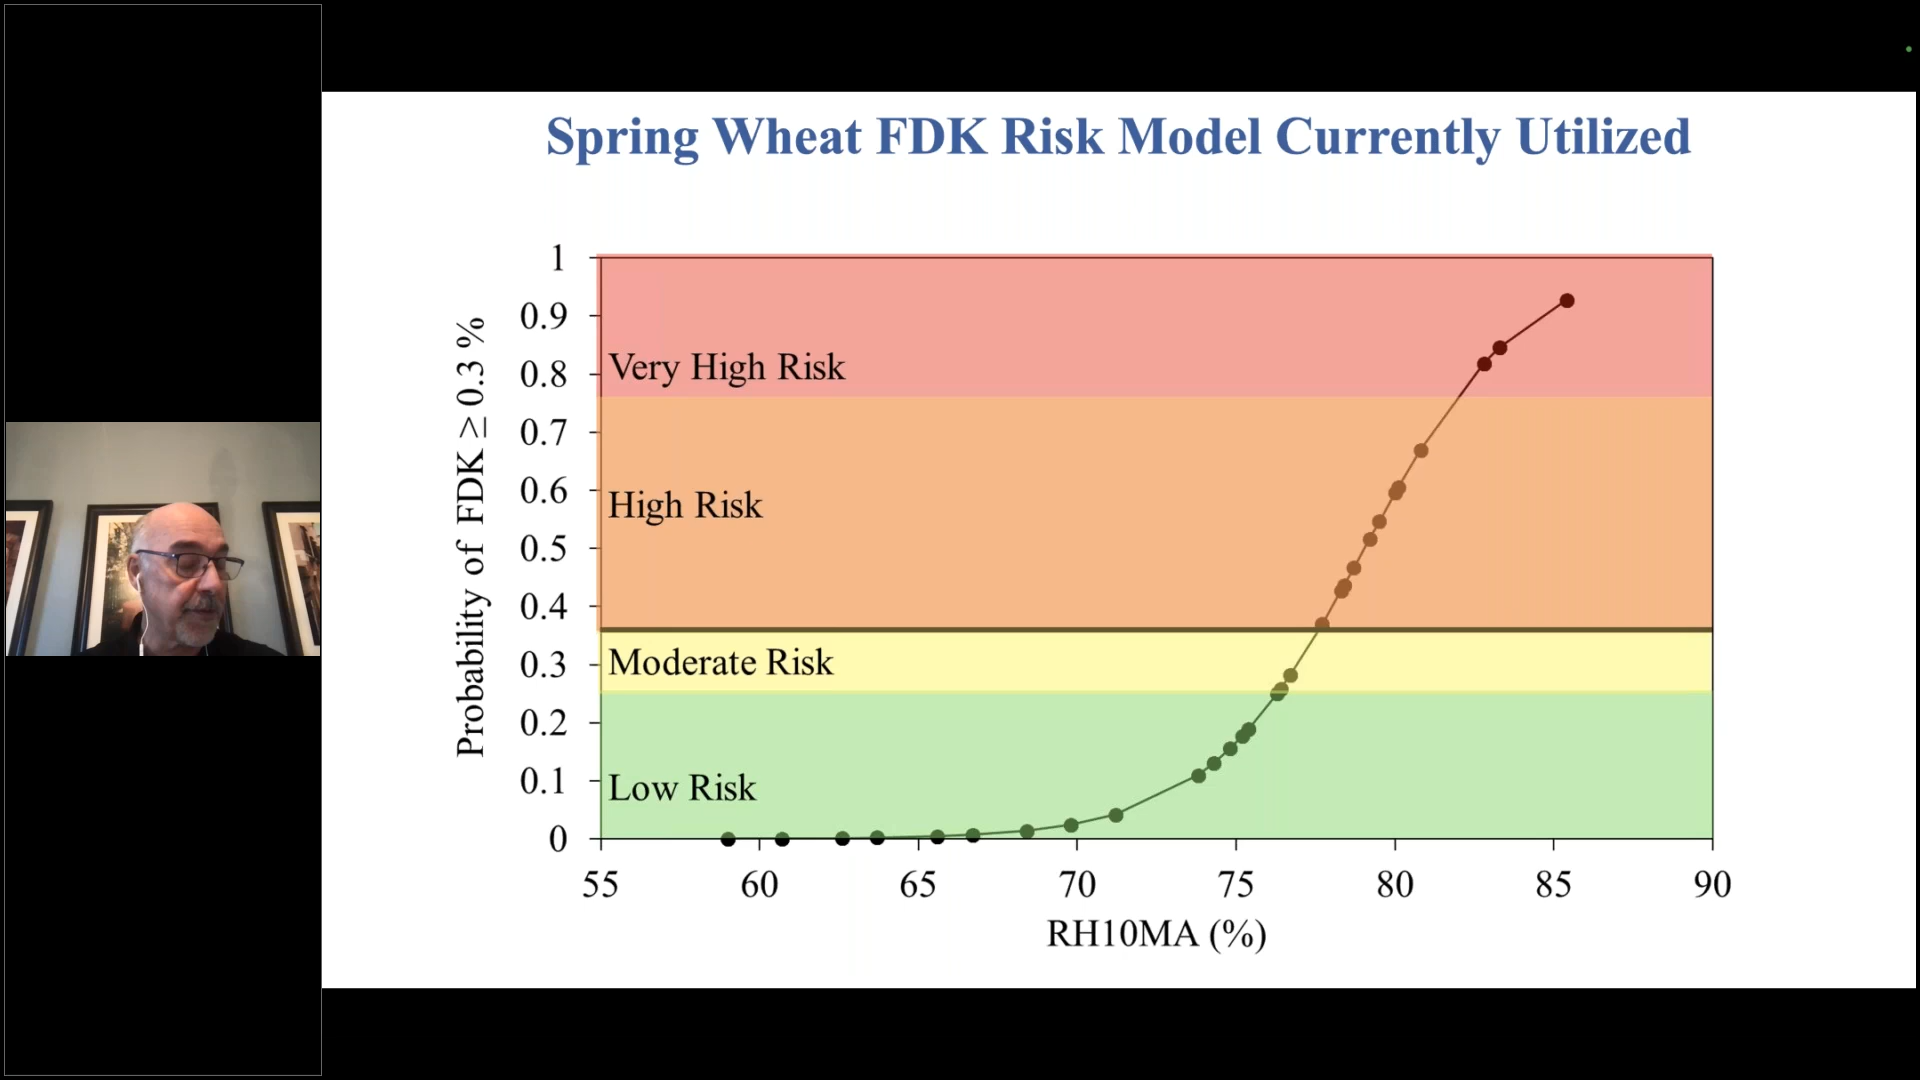 Spring Wheat FDK Risk Model Currently Utilized
Probability of FDK ≥ 0.3 %
1
0.9
0.8
0.7
0.6
0.5
0.4
0.3
0.2
0.1
0
Very High Risk
High Risk
Moderate Risk
Low Risk
55 60 65 70 75 80 85 90
RH10MA (%)